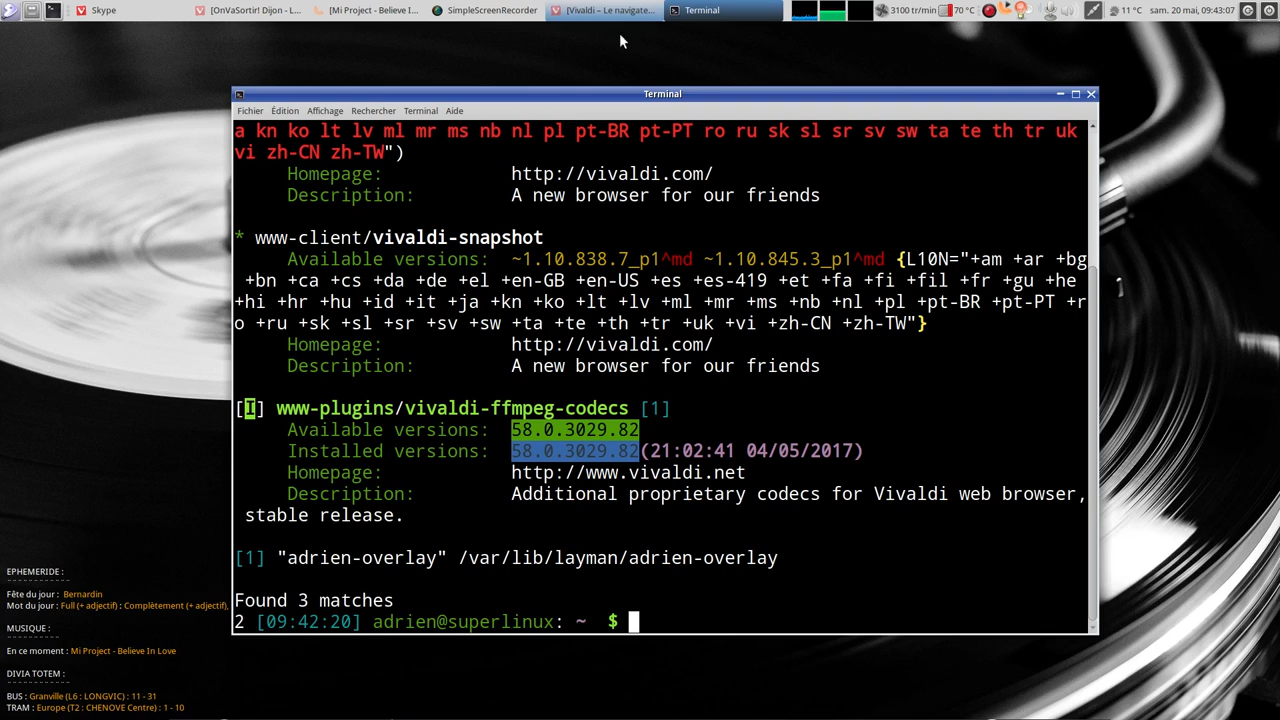 Skype
[OnVaSortir! Dijon - L...
[Mi Project - Believe I...
SimpleScreenRecorder
[Vivaldi – Le navigate...
Terminal
3100 tr/min
70 °C
11 °C
sam. 20 mai, 09:43:07
Terminal
Fichier Édition Affichage Rechercher Terminal Aide
a kn ko lt lv ml mr ms nb nl pl pt-BR pt-PT ro ru sk sl sr sv sw ta te th tr uk
vi zh-CN zh-TW")
Homepage: http://vivaldi.com/
Description: A new browser for our friends
* www-client/vivaldi-snapshot
Available versions: ~1.10.838.7_p1^md ~1.10.845.3_p1^md {L10N="+am +ar +bg
+bn +ca +cs +da +de +el +en-GB +en-US +es +es-419 +et +fa +fi +fil +fr +gu +he
+hi +hr +hu +id +it +ja +kn +ko +lt +lv +ml +mr +ms +nb +nl +pl +pt-BR +pt-PT +r
o +ru +sk +sl +sr +sv +sw +ta +te +th +tr +uk +vi +zh-CN +zh-TW"}
Homepage: http://vivaldi.com/
Description: A new browser for our friends
[I] www-plugins/vivaldi-ffmpeg-codecs [1]
Available versions: 58.0.3029.82
Installed versions: 58.0.3029.82(21:02:41 04/05/2017)
Homepage: http://www.vivaldi.net
Description: Additional proprietary codecs for Vivaldi web browser,
stable release.
[1] "adrien-overlay" /var/lib/layman/adrien-overlay
Found 3 matches
2 [09:42:20] adrien@superlinux: ~ $
EPHEMERIDE :
- - - - - - - - - - - -
Fête du jour : Bernardin
Mot du jour : Full (+ adjectif) : Complètement (+ adjectif),
MUSIQUE :
- - - - - - - - -
En ce moment : Mi Project - Believe In Love
DIVIA TOTEM :
- - - - - - - - - - - -
BUS : Granville (L6 : LONGVIC) : 11 - 31
TRAM : Europe (T2 : CHENOVE Centre) : 1 - 10